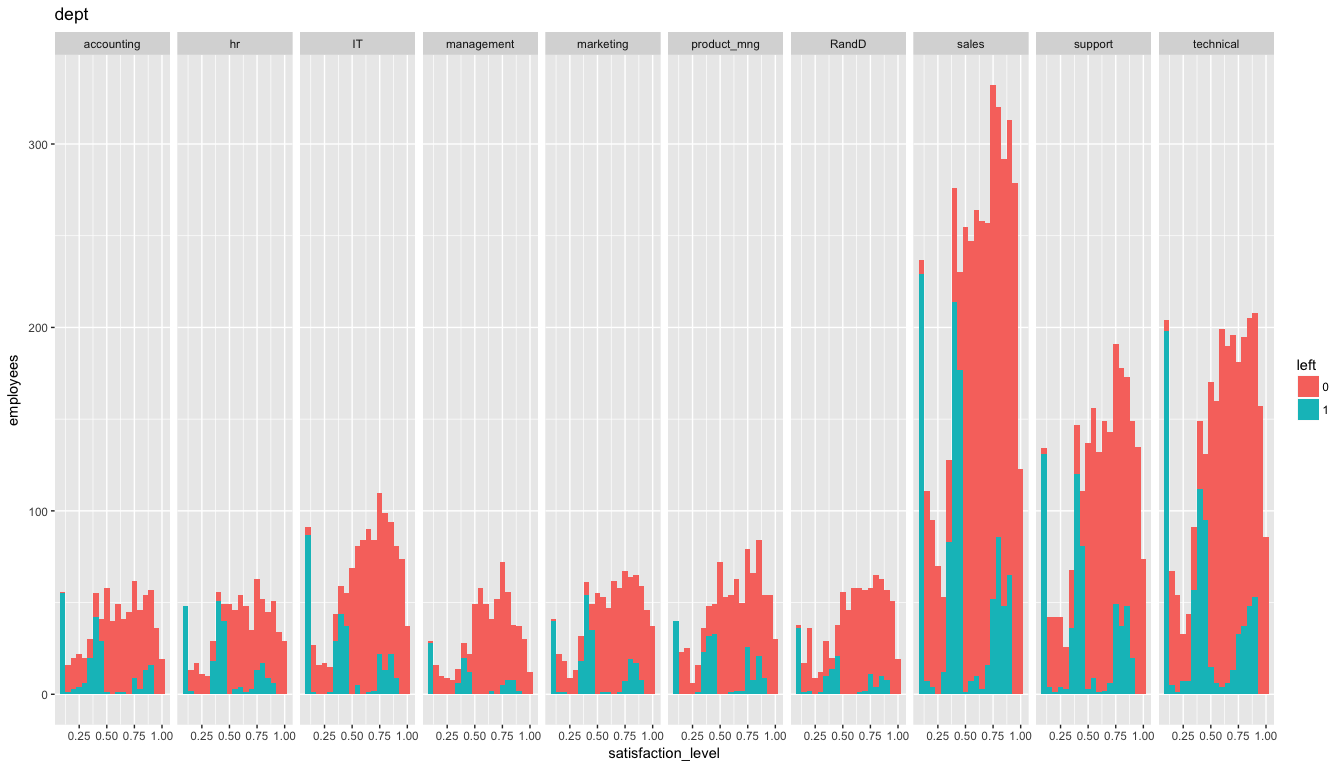 dept
accounting hr IT management marketing product_mng RandD sales support technical
300
200
100
0
employees
0.25 0.50 0.75 1.00 0.25 0.50 0.75 1.00 0.25 0.50 0.75 1.00 0.25 0.50 0.75 1.00 0.25 0.50 0.75 1.00 0.25 0.50 0.75 1.00 0.25 0.50 0.75 1.00 0.25 0.50 0.75 1.00 0.25 0.50 0.75 1.00 0.25 0.50 0.75 1.00
satisfaction_level
left
0
1